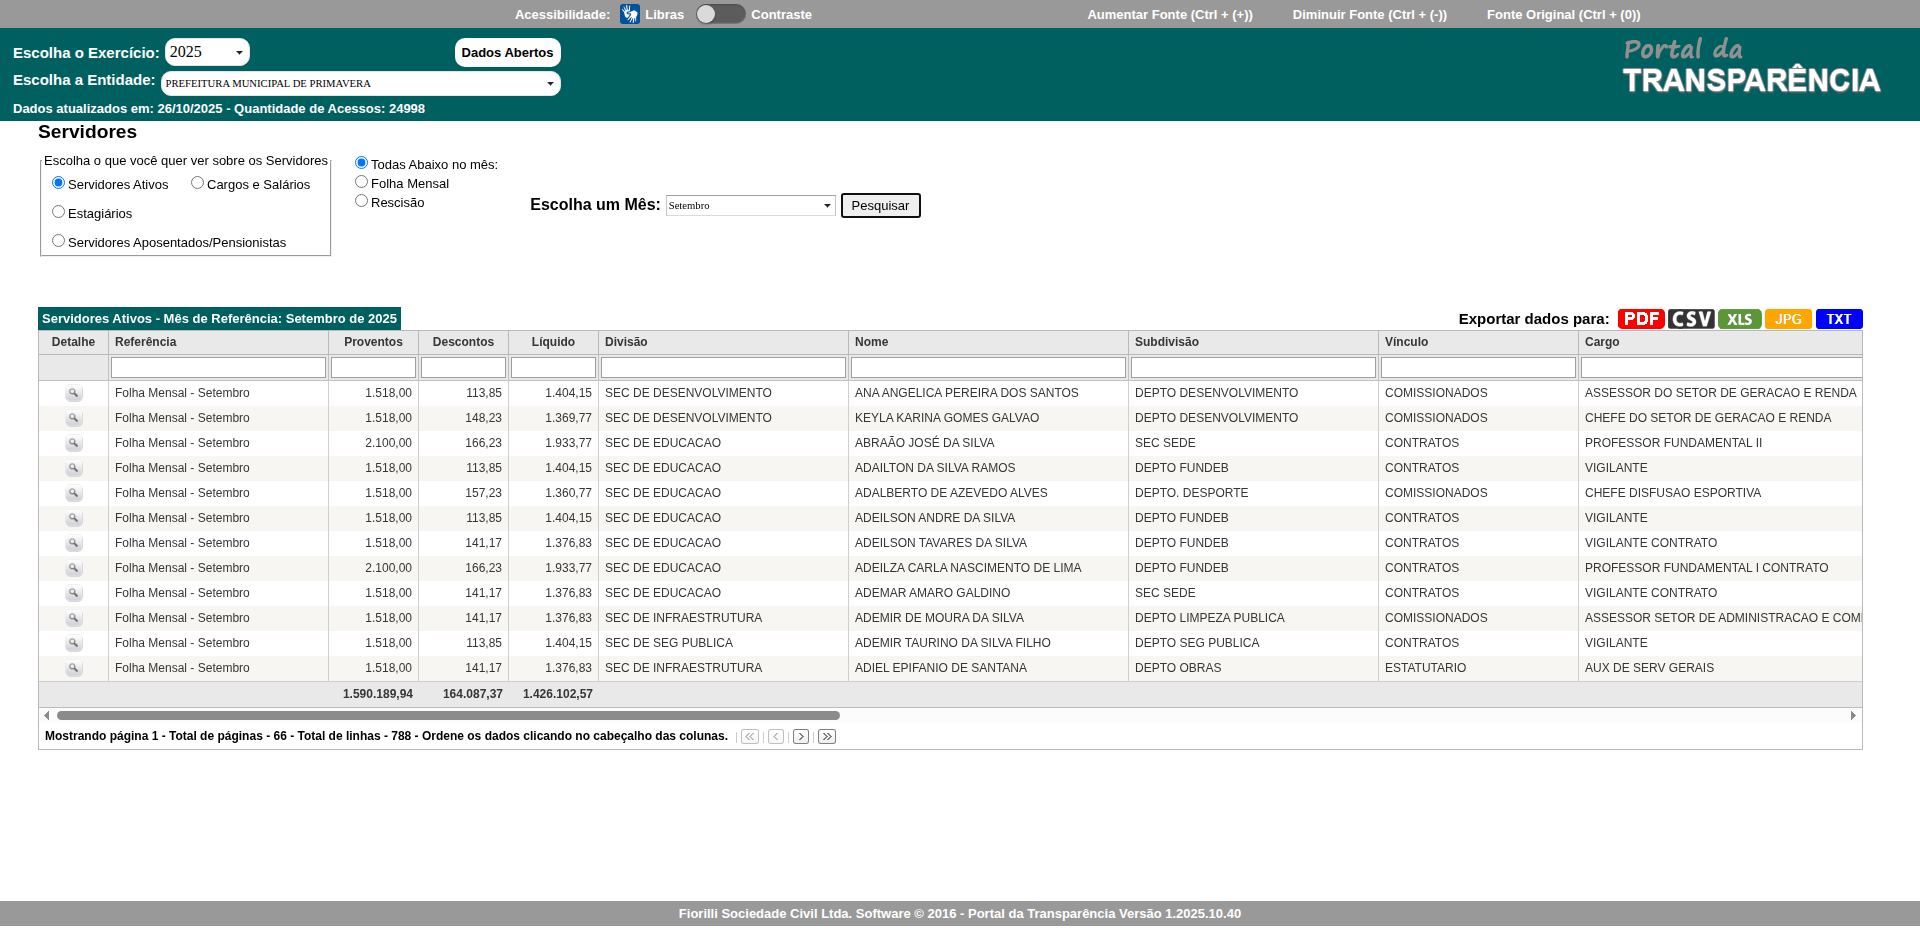 Acessibilidade: Libras Contraste Aumentar Fonte (Ctrl + (+)) Diminuir Fonte (Ctrl + (-)) Fonte Original (Ctrl + (0))
Escolha o Exercício: 2025 Dados Abertos
Escolha a Entidade: PREFEITURA MUNICIPAL DE PRIMAVERA
Dados atualizados em: 26/10/2025 - Quantidade de Acessos: 24998
Portal da
TRANSPARÊNCIA
Servidores
Escolha o que você quer ver sobre os Servidores
Servidores Ativos Cargos e Salários
Estagiários
Servidores Aposentados/Pensionistas
Todas Abaixo no mês:
Folha Mensal
Rescisão
Escolha um Mês: Setembro Pesquisar
Servidores Ativos - Mês de Referência: Setembro de 2025 Exportar dados para: PDF CSV XLS JPG TXT
Detalhe Referência Proventos Descontos Líquido Divisão Nome Subdivisão Vínculo Cargo
Folha Mensal - Setembro 1.518,00 113,85 1.404,15 SEC DE DESENVOLVIMENTO ANA ANGELICA PEREIRA DOS SANTOS DEPTO DESENVOLVIMENTO COMISSIONADOS ASSESSOR DO SETOR DE GERACAO E RENDA
Folha Mensal - Setembro 1.518,00 148,23 1.369,77 SEC DE DESENVOLVIMENTO KEYLA KARINA GOMES GALVAO DEPTO DESENVOLVIMENTO COMISSIONADOS CHEFE DO SETOR DE GERACAO E RENDA
Folha Mensal - Setembro 2.100,00 166,23 1.933,77 SEC DE EDUCACAO ABRAÃO JOSÉ DA SILVA SEC SEDE CONTRATOS PROFESSOR FUNDAMENTAL II
Folha Mensal - Setembro 1.518,00 113,85 1.404,15 SEC DE EDUCACAO ADAILTON DA SILVA RAMOS DEPTO FUNDEB CONTRATOS VIGILANTE
Folha Mensal - Setembro 1.518,00 157,23 1.360,77 SEC DE EDUCACAO ADALBERTO DE AZEVEDO ALVES DEPTO. DESPORTE COMISSIONADOS CHEFE DISFUSAO ESPORTIVA
Folha Mensal - Setembro 1.518,00 113,85 1.404,15 SEC DE EDUCACAO ADEILSON ANDRE DA SILVA DEPTO FUNDEB CONTRATOS VIGILANTE
Folha Mensal - Setembro 1.518,00 141,17 1.376,83 SEC DE EDUCACAO ADEILSON TAVARES DA SILVA DEPTO FUNDEB CONTRATOS VIGILANTE CONTRATO
Folha Mensal - Setembro 2.100,00 166,23 1.933,77 SEC DE EDUCACAO ADEILZA CARLA NASCIMENTO DE LIMA DEPTO FUNDEB CONTRATOS PROFESSOR FUNDAMENTAL I CONTRATO
Folha Mensal - Setembro 1.518,00 141,17 1.376,83 SEC DE EDUCACAO ADEMAR AMARO GALDINO SEC SEDE CONTRATOS VIGILANTE CONTRATO
Folha Mensal - Setembro 1.518,00 141,17 1.376,83 SEC DE INFRAESTRUTURA ADEMIR DE MOURA DA SILVA DEPTO LIMPEZA PUBLICA COMISSIONADOS ASSESSOR SETOR DE ADMINISTRACAO E COM
Folha Mensal - Setembro 1.518,00 113,85 1.404,15 SEC DE SEG PUBLICA ADEMIR TAURINO DA SILVA FILHO DEPTO SEG PUBLICA CONTRATOS VIGILANTE
Folha Mensal - Setembro 1.518,00 141,17 1.376,83 SEC DE INFRAESTRUTURA ADIEL EPIFANIO DE SANTANA DEPTO OBRAS ESTATUTARIO AUX DE SERV GERAIS
1.590.189,94 164.087,37 1.426.102,57
Mostrando página 1 - Total de páginas - 66 - Total de linhas - 788 - Ordene os dados clicando no cabeçalho das colunas.
Fiorilli Sociedade Civil Ltda. Software © 2016 - Portal da Transparência Versão 1.2025.10.40